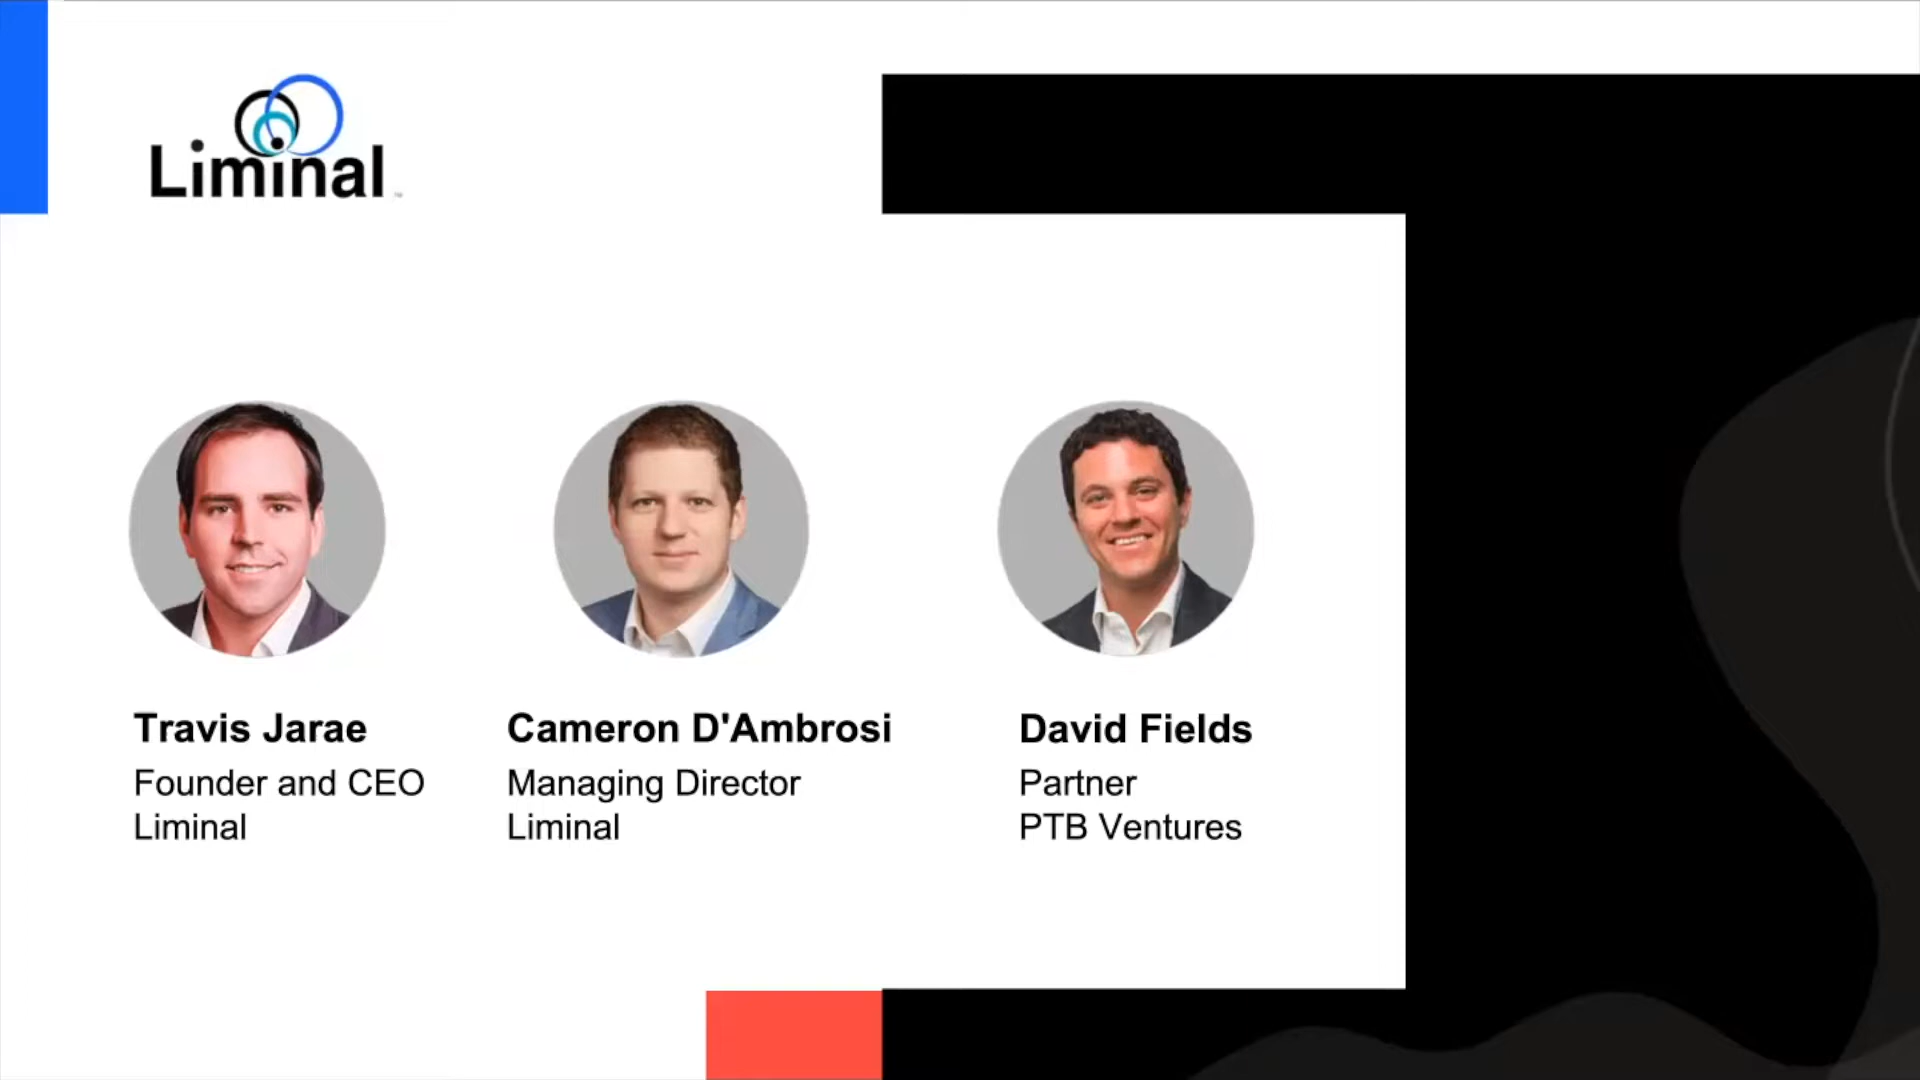 Liminal
Travis Jarae
Founder and CEO
Liminal
Cameron D'Ambrosi
Managing Director
Liminal
David Fields
Partner
PTB Ventures